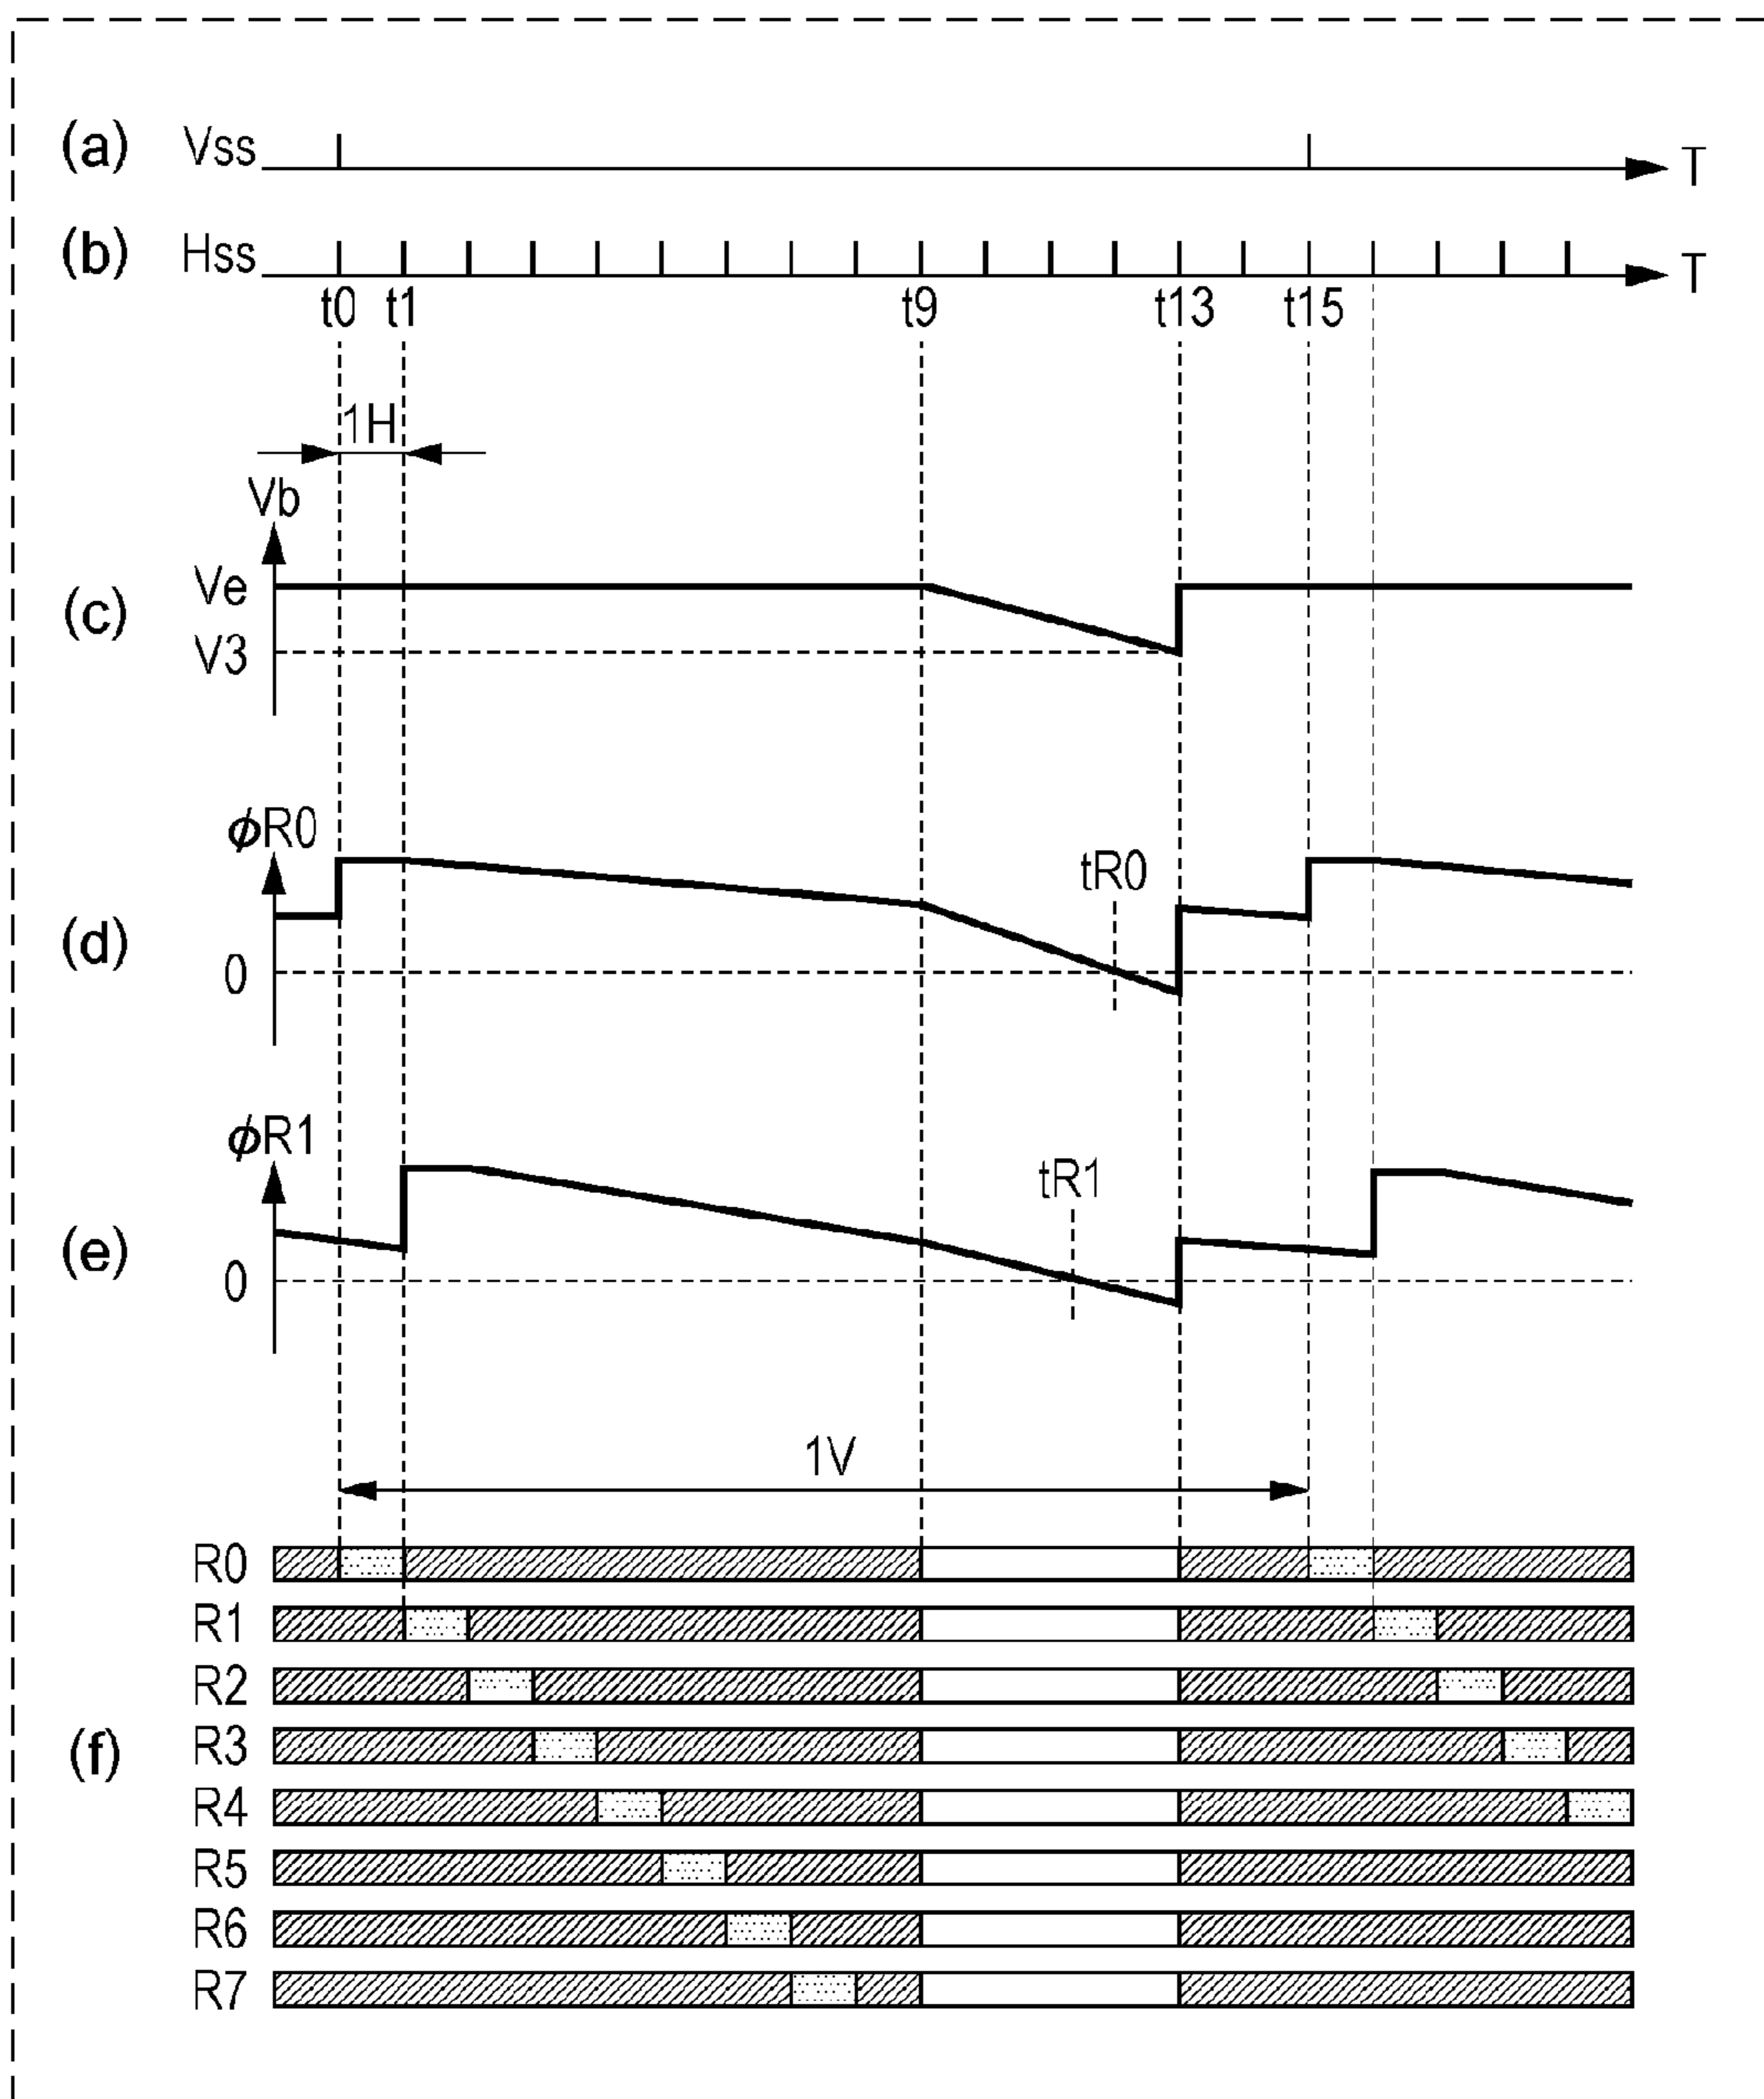 (a) Vss T
(b) Hss T
t0 t1 t9 t13 t15
1H
Vb
(c) Ve
V3
ϕR0
tR0
(d)
0
ϕR1
tR1
(e)
0
1V
R0
R1
R2
R3
(f)
R4
R5
R6
R7